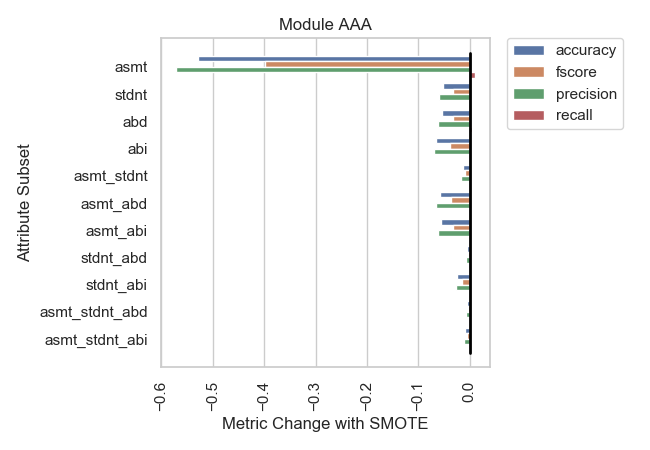 Module AAA
accuracy
fscore
precision
recall
Attribute Subset
asmt
stdnt
abd
abi
asmt_stdnt
asmt_abd
asmt_abi
stdnt_abd
stdnt_abi
asmt_stdnt_abd
asmt_stdnt_abi
−0.6
−0.5
−0.4
−0.3
−0.2
−0.1
0.0
Metric Change with SMOTE